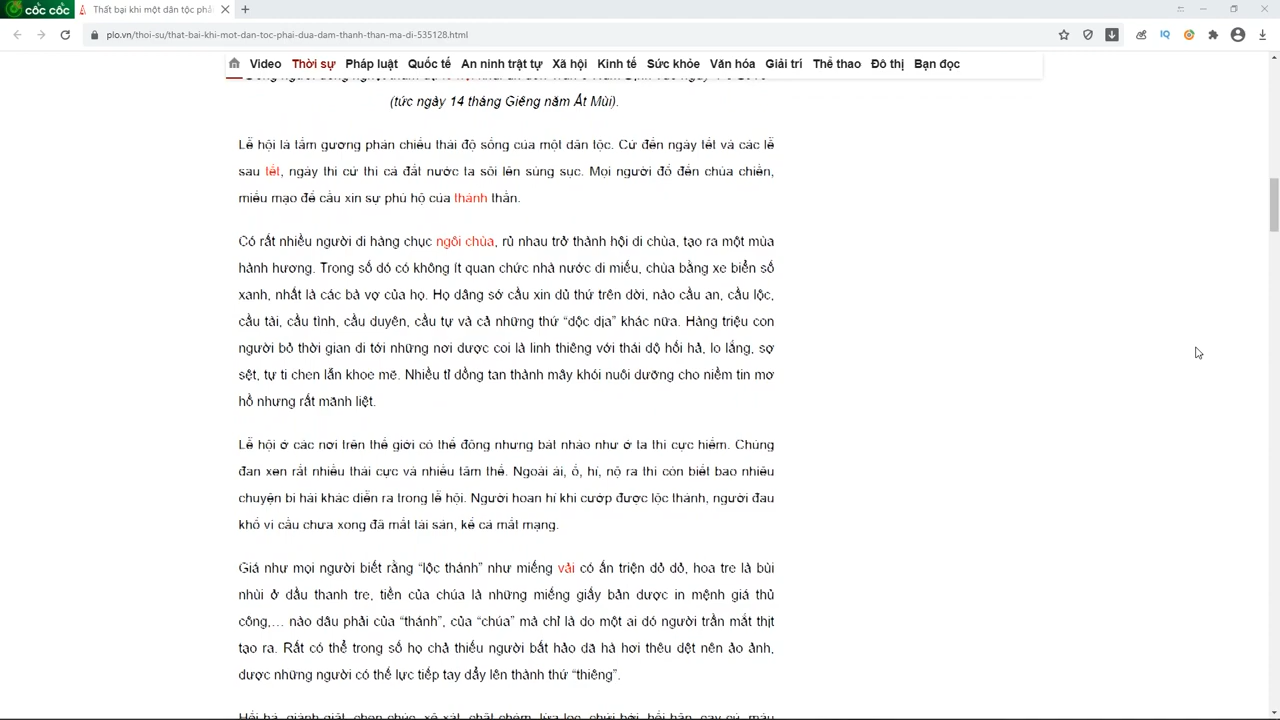 cốc cốc
Thất bại khi một dân tộc phả
plo.vn/thoi-su/that-bai-khi-mot-dan-toc-phai-dua-dam-thanh-than-ma-di-535128.html
Video Thời sự Pháp luật Quốc tế An ninh trật tự Xã hội Kinh tế Sức khỏe Văn hóa Giải trí Thể thao Đô thị Bạn đọc
(tức ngày 14 tháng Giêng năm Ất Mùi).
Lễ hội là tấm gương phản chiếu thái độ sống của một dân tộc. Cứ đến ngày tết và các lễ
sau tết, ngày thi cử thì cả đất nước ta sôi lên sùng sục. Mọi người đổ đến chùa chiền,
miếu mạo để cầu xin sự phù hộ của thánh thần.
Có rất nhiều người đi hàng chục ngôi chùa, rủ nhau trở thành hội đi chùa, tạo ra một mùa
hành hương. Trong số đó có không ít quan chức nhà nước đi miếu, chùa bằng xe biển số
xanh, nhất là các bà vợ của họ. Họ dâng sớ cầu xin đủ thứ trên đời, nào cầu an, cầu lộc,
cầu tài, cầu tình, cầu duyên, cầu tự và cả những thứ “độc địa” khác nữa. Hàng triệu con
người bỏ thời gian đi tới những nơi được coi là linh thiêng với thái độ hối hả, lo lắng, sợ
sệt, tự ti chen lẫn khoe mẽ. Nhiều tỉ đồng tan thành mây khói nuôi dưỡng cho niềm tin mơ
hồ nhưng rất mãnh liệt.
Lễ hội ở các nơi trên thế giới có thể đông nhưng bát nháo như ở ta thì cực hiếm. Chúng
đan xen rất nhiều thái cực và nhiều tâm thế. Ngoài ái, ố, hỉ, nộ ra thì còn biết bao nhiêu
chuyện bi hài khác diễn ra trong lễ hội. Người hoan hỉ khi cướp được lộc thánh, người đau
khổ vì cầu chưa xong đã mất tài sản, kể cả mất mạng.
Giá như mọi người biết rằng “lộc thánh” như miếng vải có ấn triện đỏ đỏ, hoa tre là bùi
nhùi ở đầu thanh tre, tiền của chúa là những miếng giấy bản được in mệnh giá thủ
công,… nào đâu phải của “thánh”, của “chúa” mà chỉ là do một ai đó người trần mắt thịt
tạo ra. Rất có thể trong số họ chả thiếu người bất hảo đã hà hơi thêu dệt nên ảo ảnh,
được những người có thế lực tiếp tay đẩy lên thành thứ “thiêng”.